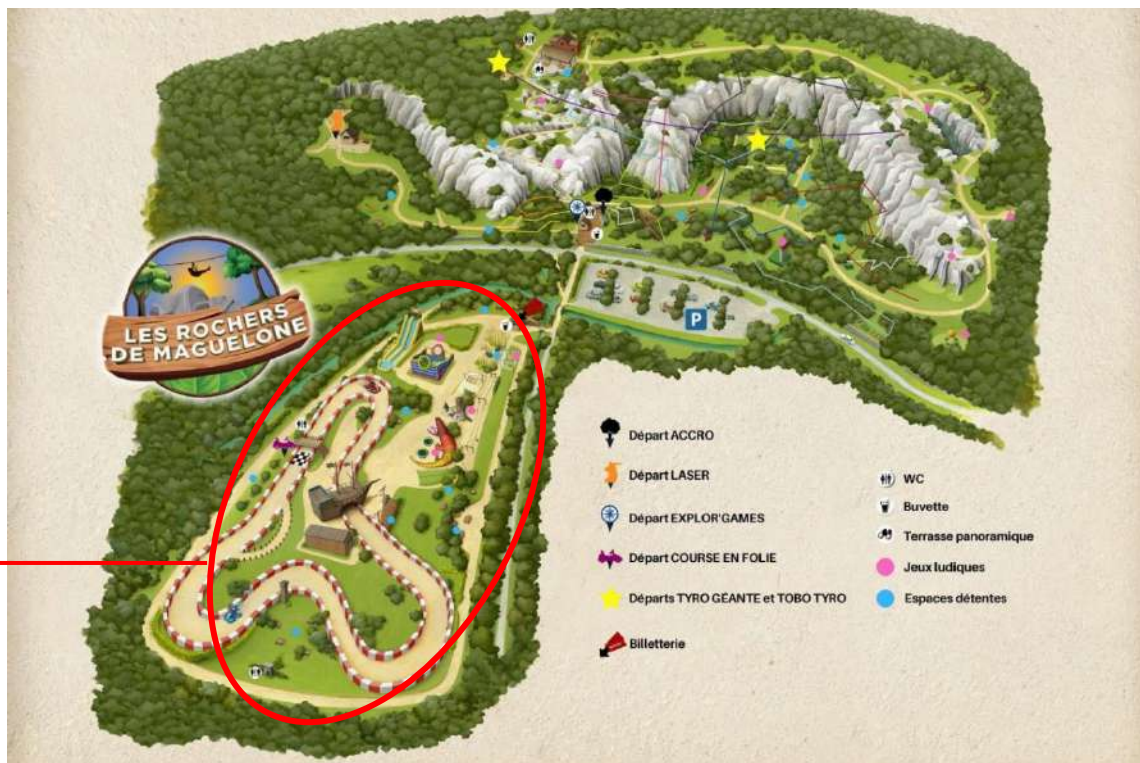 LES ROCHERS
DE MAGUELONE
P
Départ ACCRO
Départ LASER
Départ EXPLOR'GAMES
Départ COURSE EN FOLIE
Départs TYRO GÉANTE et TOBO TYRO
Billetterie
WC
Buvette
Terrasse panoramique
Jeux ludiques
Espaces détentes